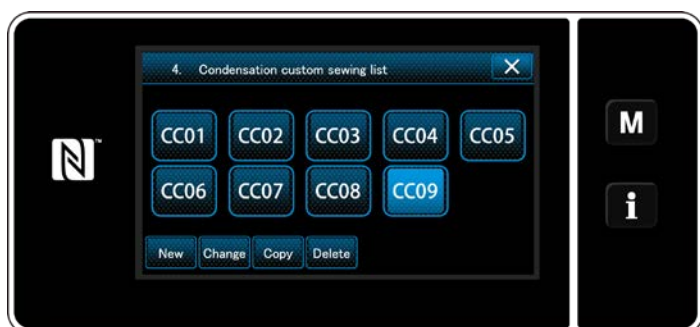 4. Condensation custom sewing list
CC01 CC02 CC03 CC04 CC05
CC06 CC07 CC08 CC09
New Change Copy Delete
M
i
N